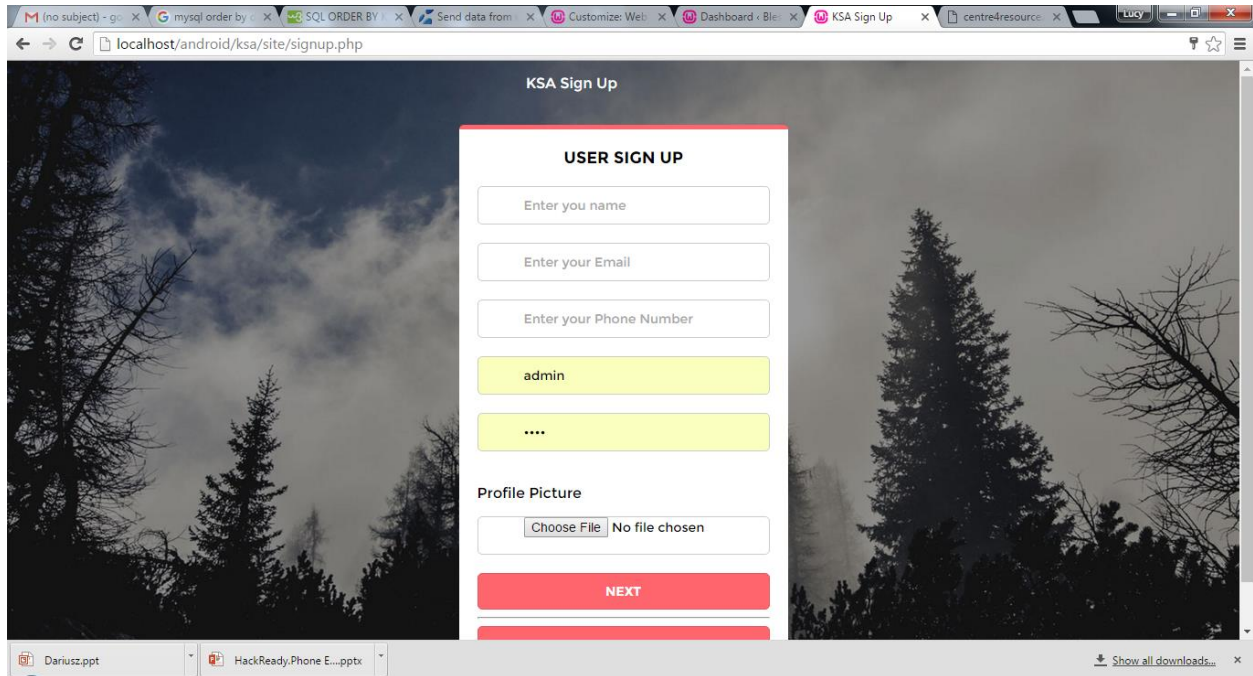 (no subject) - go
mysql order by d
SQL ORDER BY K
Send data from
Customize: Web
Dashboard ‹ Bles
KSA Sign Up
centre4resource.
Lucy
localhost/android/ksa/site/signup.php
KSA Sign Up
USER SIGN UP
Enter you name
Enter your Email
Enter your Phone Number
admin
••••
Profile Picture
Choose File No file chosen
NEXT
Dariusz.ppt
HackReady.Phone E....pptx
Show all downloads...